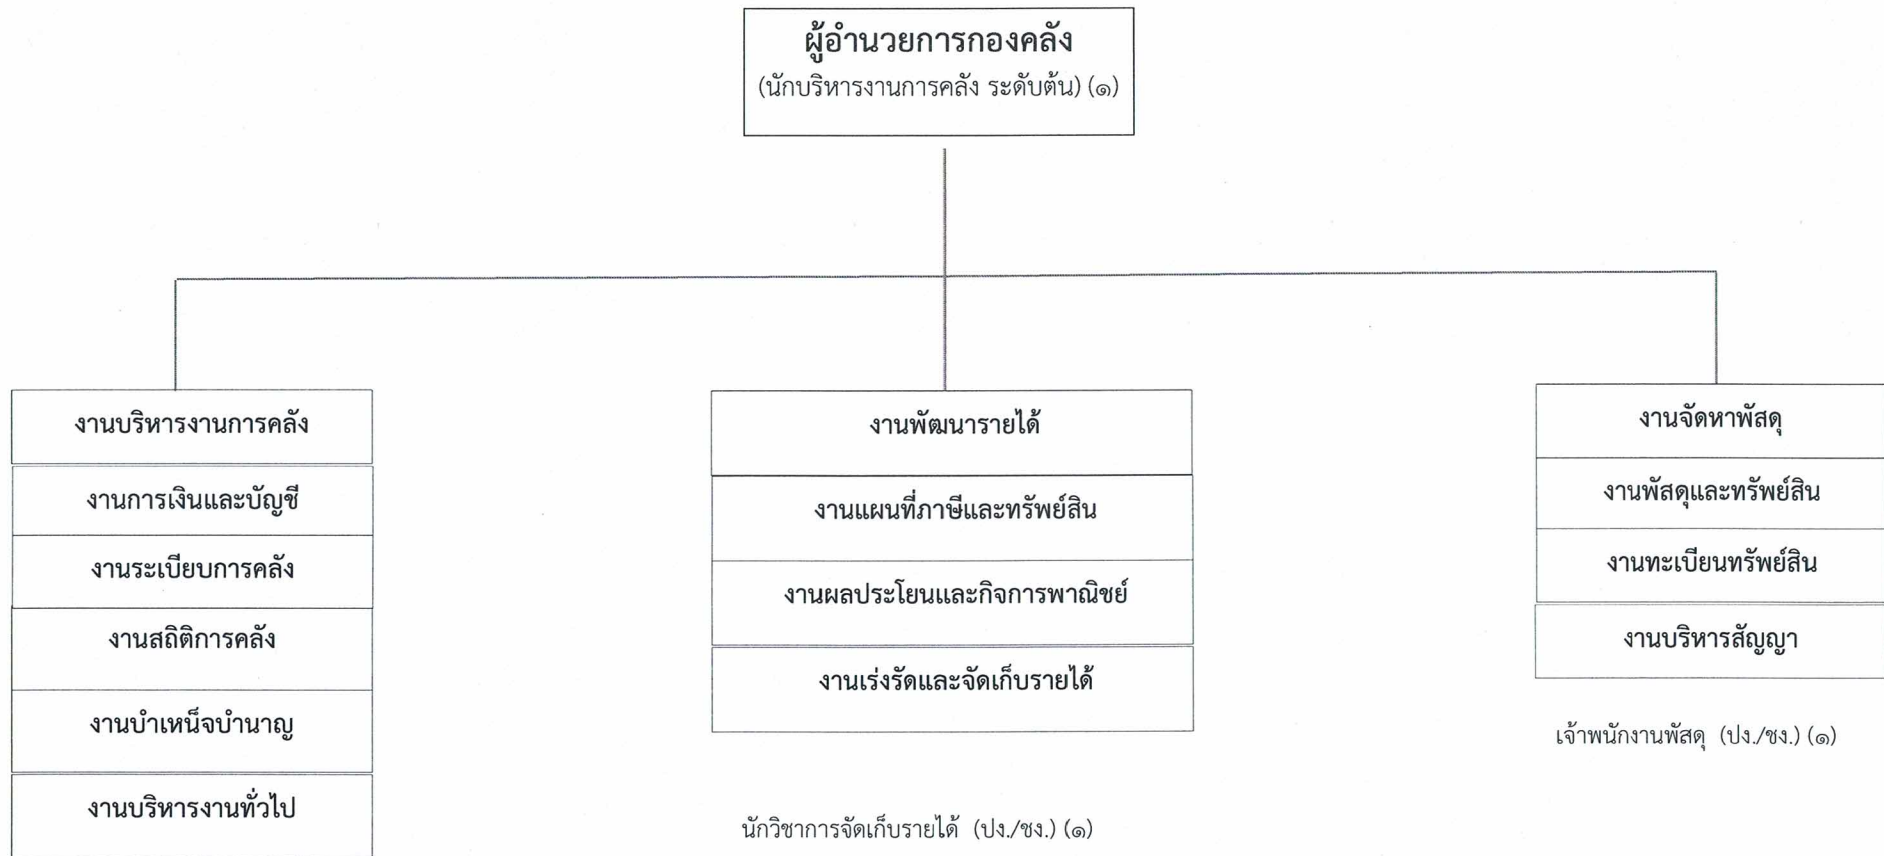 ผู้อำนวยการกองคลัง
(นักบริหารงานการคลัง ระดับต้น) (๑)
งานบริหารงานการคลัง
งานการเงินและบัญชี
งานระเบียบการคลัง
งานสถิติการคลัง
งานบำเหน็จบำนาญ
งานบริหารงานทั่วไป
งานพัฒนารายได้
งานแผนที่ภาษีและทรัพย์สิน
งานผลประโยนและกิจการพาณิชย์
งานเร่งรัดและจัดเก็บรายได้
นักวิชาการจัดเก็บรายได้ (ปง./ชง.) (๑)
งานจัดหาพัสดุ
งานพัสดุและทรัพย์สิน
งานทะเบียนทรัพย์สิน
งานบริหารสัญญา
เจ้าพนักงานพัสดุ (ปง./ชง.) (๑)